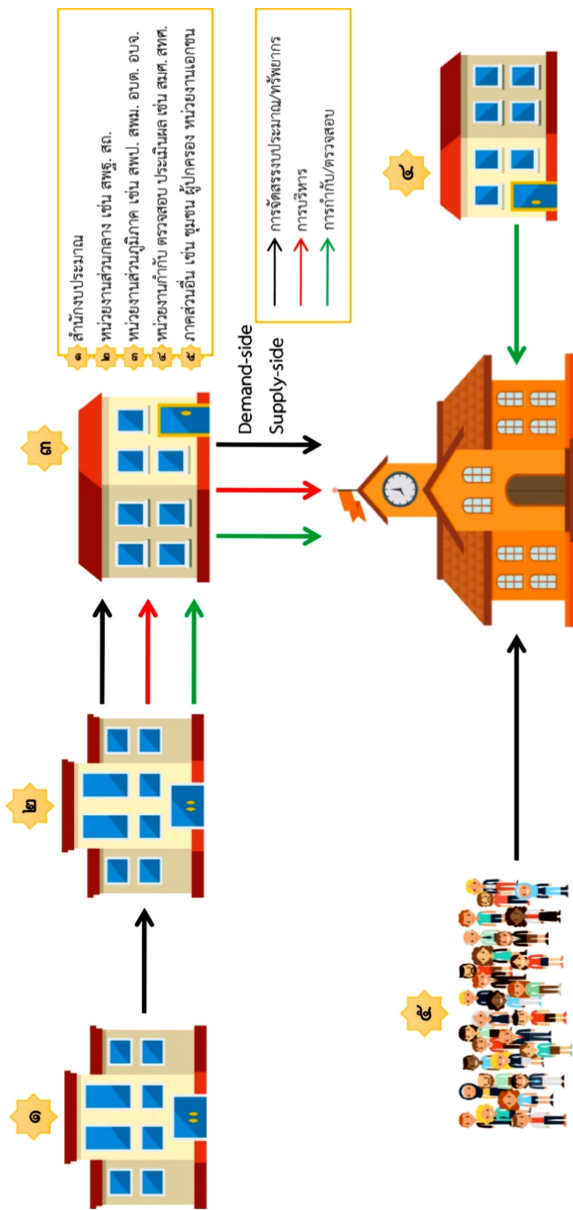 ๑
๒
๓
๑ สำนักงบประมาณ
๒ หน่วยงานส่วนกลาง เช่น สพฐ. สถ.
๓ หน่วยงานส่วนภูมิภาค เช่น สพป. สพม. อบต. อบจ.
๔ หน่วยงานกำกับ ตรวจสอบ ประเมินผล เช่น สมศ. สทศ.
๕ ภาคส่วนอื่น เช่น ชุมชน ผู้ปกครอง หน่วยงานเอกชน
Demand-side
Supply-side
การจัดสรรงบประมาณ/ทรัพยากร
การบริหาร
การกำกับ/ตรวจสอบ
๕
๔